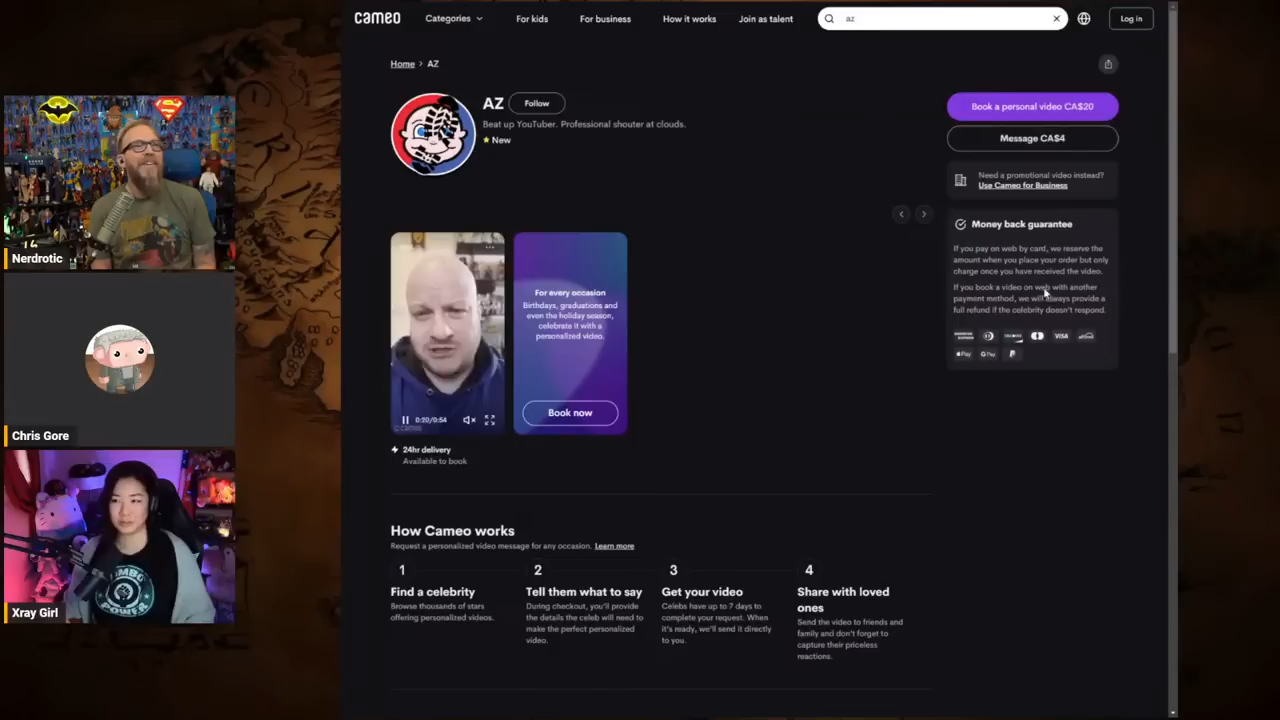 cameo
Categories
For kids
For business
How it works
Join as talent
az
Log in
Home > AZ
AZ
Follow
Beat up YouTuber. Professional shouter at clouds.
New
Book a personal video CA$20
Message CA$4
Need a promotional video instead?
Use Cameo for Business
Money back guarantee
If you pay on web by card, we reserve the
amount when you place your order but only
charge once you have received the video.
If you book a video on web with another
payment method, we will always provide a
full refund if the celebrity doesn't respond.
VISA
Pay
G Pay
For every occasion
Birthdays, graduations and
even the holiday season,
celebrate it with a
personalized video.
Book now
0:20/0:54
cameo
24hr delivery
Available to book
How Cameo works
Request a personalized video message for any occasion. Learn more
1
Find a celebrity
Browse thousands of stars
offering personalized videos.
2
Tell them what to say
During checkout, you'll provide
the details the celeb will need to
make the perfect personalized
video.
3
Get your video
Celebs have up to 7 days to
complete your request. When
it's ready, we'll send it directly
to you.
4
Share with loved
ones
Send the video to friends and
family and don't forget to
capture their priceless
reactions.
Nerdrotic
Chris Gore
POWER
Xray Girl